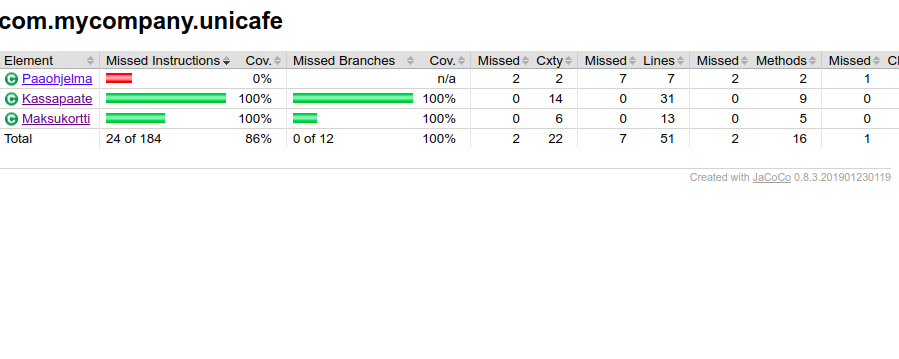 com.mycompany.unicafe
Element Missed Instructions Cov. Missed Branches Cov. Missed Cxty Missed Lines Missed Methods Missed Cl
C Paaohjelma 0% n/a 2 2 7 7 2 2 1
C Kassapaate 100% 100% 0 14 0 31 0 9 0
C Maksukortti 100% 100% 0 6 0 13 0 5 0
Total 24 of 184 86% 0 of 12 100% 2 22 7 51 2 16 1
Created with JaCoCo 0.8.3.201901230119